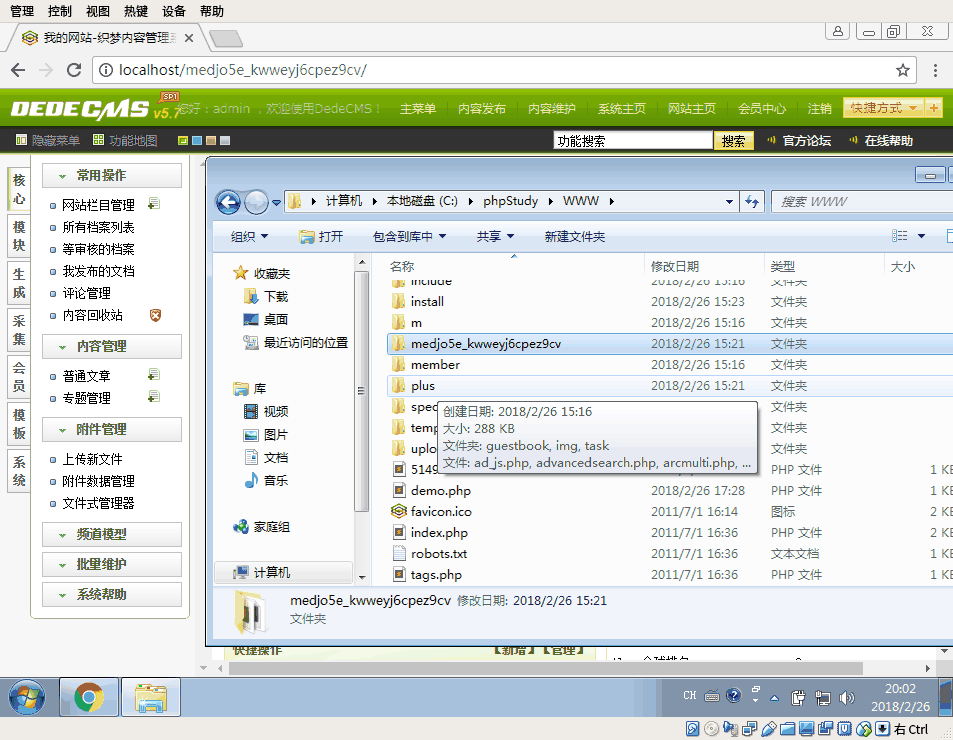 管理 控制 视图 热键 设备 帮助
我的网站-织梦内容管理系
localhost/medjo5e_kwweyj6cpez9cv/
DEDECMS v5.7 SP1 您好：admin ，欢迎使用DedeCMS！ 主菜单 内容发布 内容维护 系统主页 网站主页 会员中心 注销 快捷方式 +
隐藏菜单 功能地图 功能搜索 搜索 官方论坛 在线帮助
核心
模块
生成
采集
会员
模板
系统
常用操作
网站栏目管理
所有档案列表
等审核的档案
我发布的文档
评论管理
内容回收站
内容管理
普通文章
专题管理
附件管理
上传新文件
附件数据管理
文件式管理器
频道模型
批量维护
系统帮助
计算机 本地磁盘 (C:) phpStudy WWW 搜索 WWW
组织 打开 包含到库中 共享 新建文件夹
收藏夹
下载
桌面
最近访问的位置
库
视频
图片
文档
音乐
家庭组
计算机
名称 修改日期 类型 大小
include 2018/2/26 15:16 文件夹
install 2018/2/26 15:23 文件夹
m 2018/2/26 15:16 文件夹
medjo5e_kwweyj6cpez9cv 2018/2/26 15:21 文件夹
member 2018/2/26 15:16 文件夹
plus 2018/2/26 15:21 文件夹
spec 文件夹
temp 文件夹
uplo 文件夹
5149 PHP 文件 1 KE
demo.php 2018/2/26 17:28 PHP 文件 1 KE
favicon.ico 2011/7/1 16:14 图标 2 KE
index.php 2011/7/1 16:36 PHP 文件 2 KE
robots.txt 2011/7/1 16:36 文本文档 1 KE
tags.php 2011/7/1 16:36 PHP 文件 1 KE
创建日期: 2018/2/26 15:16
大小: 288 KB
文件夹: guestbook, img, task
文件: ad_js.php, advancedsearch.php, arcmulti.php, ...
medjo5e_kwweyj6cpez9cv 修改日期: 2018/2/26 15:21
文件夹
快捷操作 【新增】【管理】
CH
20:02
2018/2/26
右 Ctrl